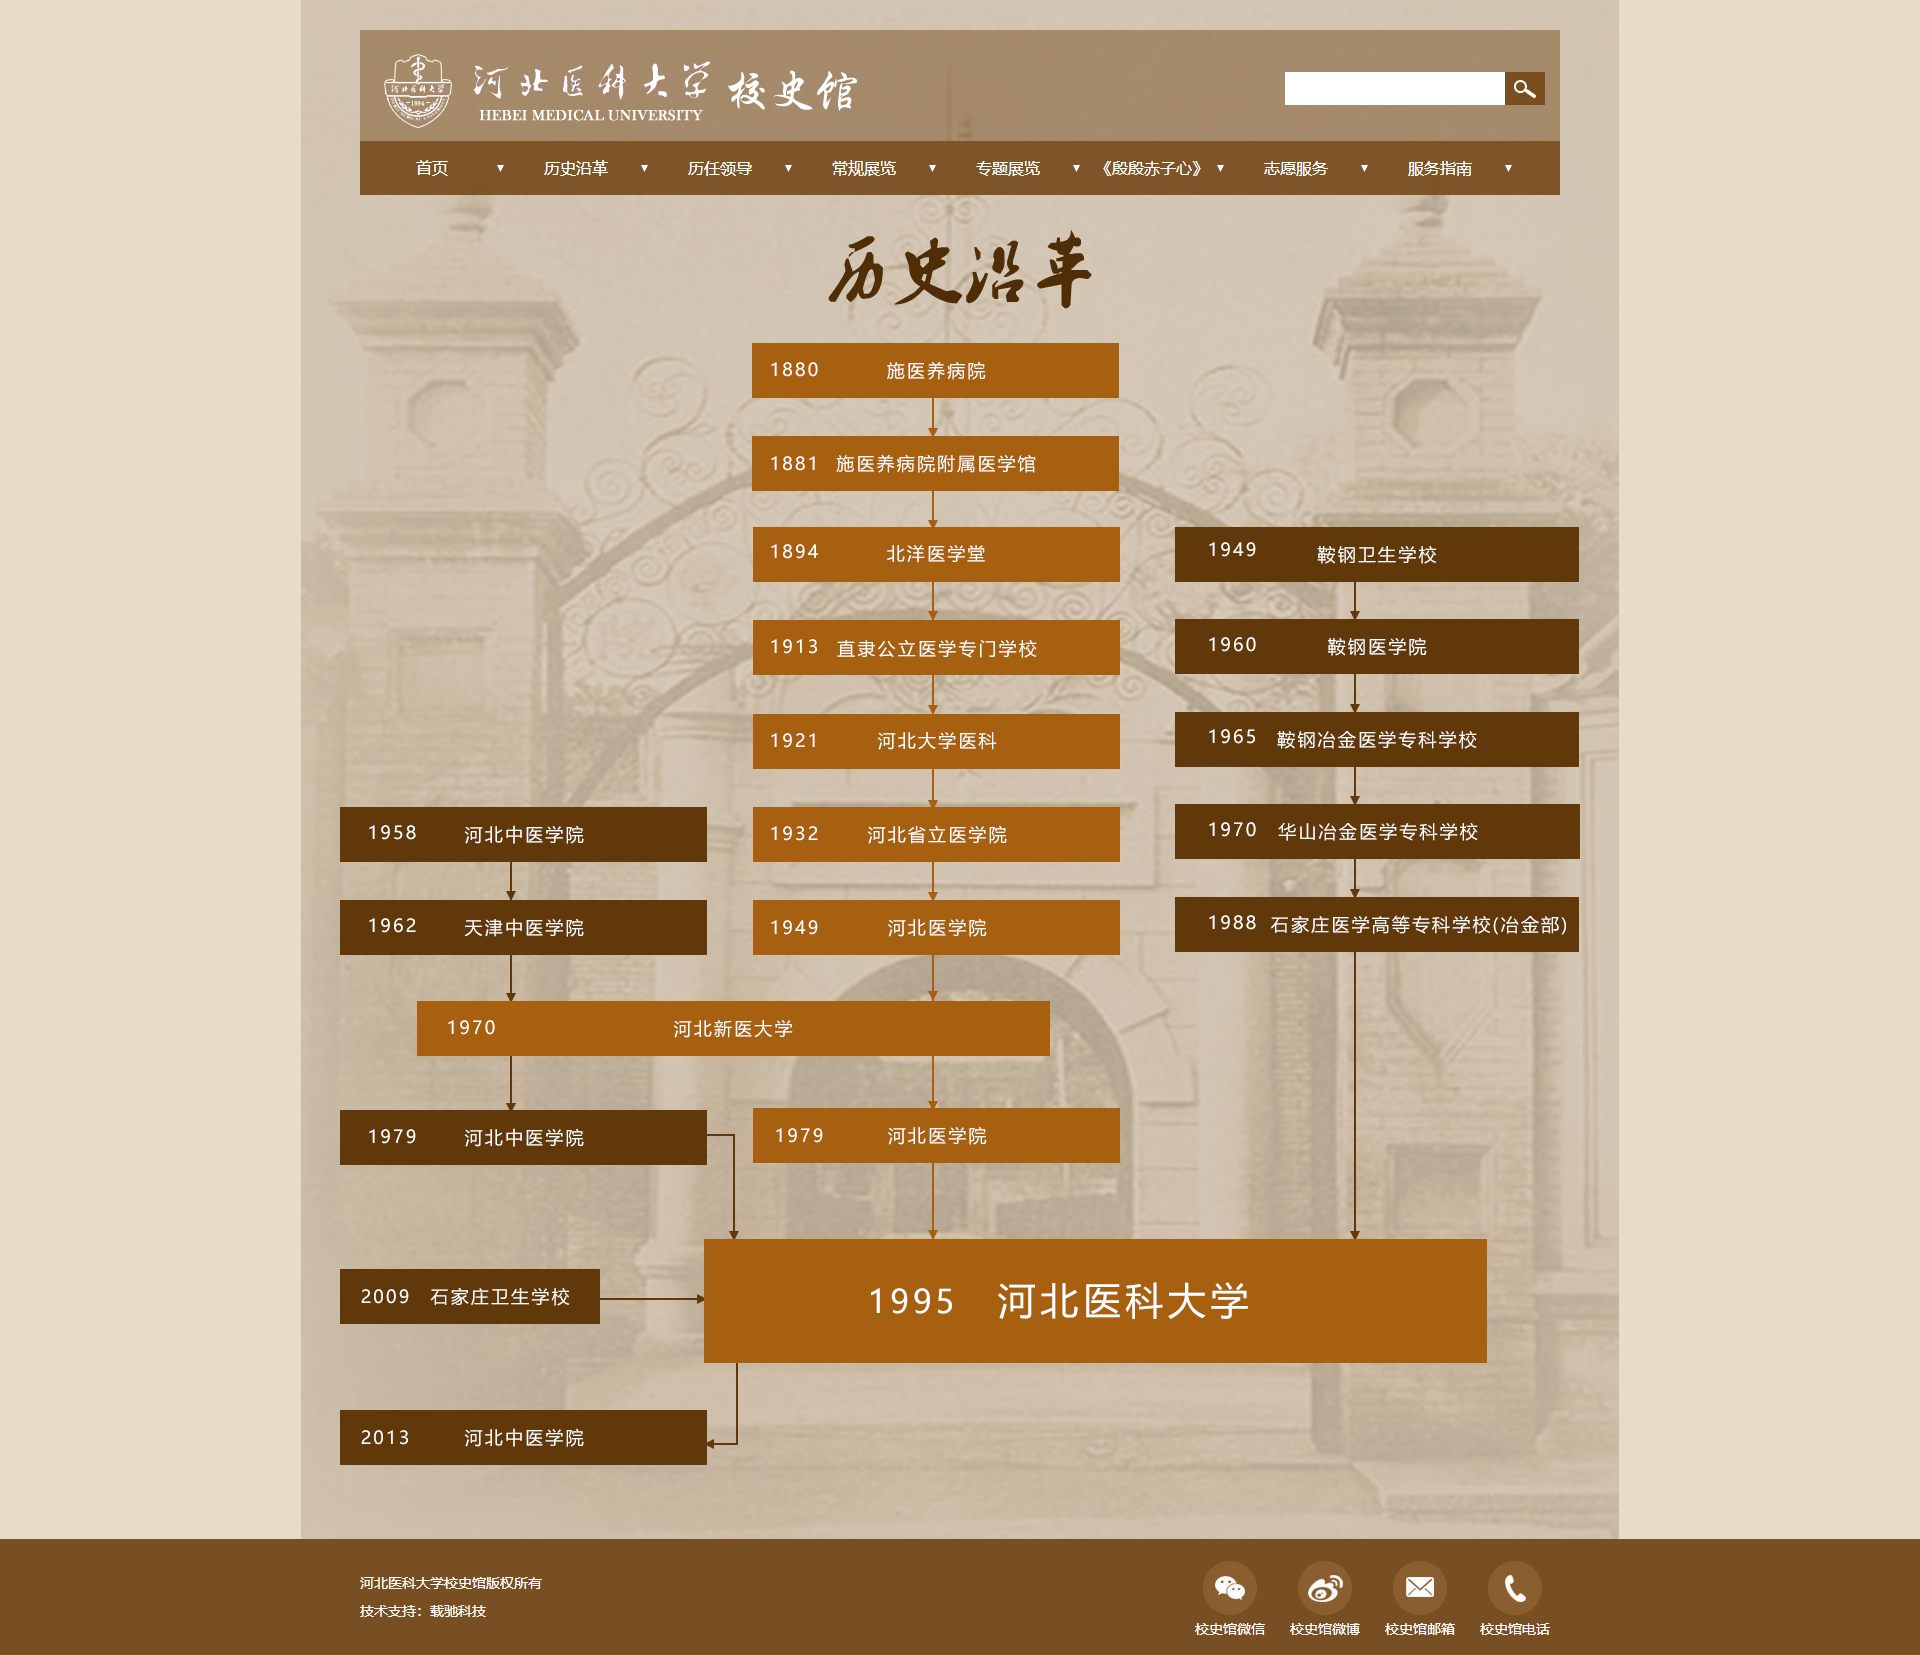 河北医科大学 校史馆
HEBEI MEDICAL UNIVERSITY
河北医科大学
1894
首页 历史沿革 历任领导 常规展览 专题展览 《殷殷赤子心》 志愿服务 服务指南
历史沿革
1880 施医养病院
1881 施医养病院附属医学馆
1894 北洋医学堂
1949 鞍钢卫生学校
1913 直隶公立医学专门学校
1960 鞍钢医学院
1921 河北大学医科
1965 鞍钢冶金医学专科学校
1958 河北中医学院
1932 河北省立医学院
1970 华山冶金医学专科学校
1962 天津中医学院
1949 河北医学院
1988 石家庄医学高等专科学校(冶金部)
1970 河北新医大学
1979 河北中医学院
1979 河北医学院
2009 石家庄卫生学校
1995 河北医科大学
2013 河北中医学院
河北医科大学校史馆版权所有
技术支持：载驰科技
校史馆微信 校史馆微博 校史馆邮箱 校史馆电话